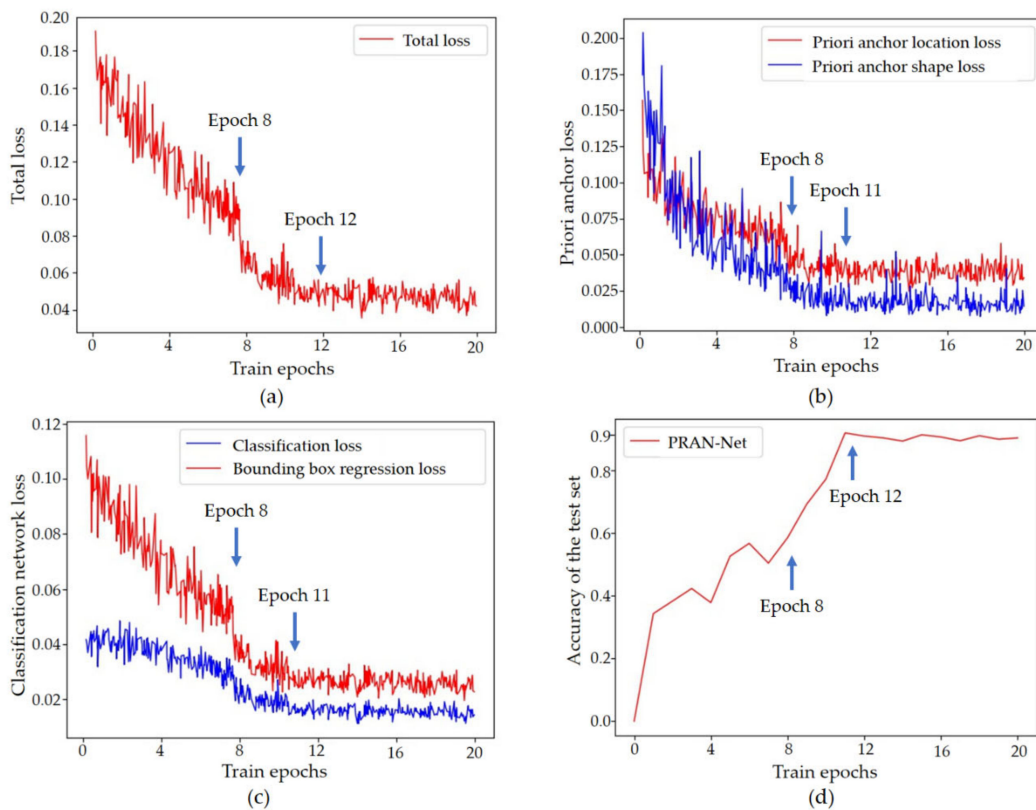 0.20
0.18
0.16
0.14
0.12
0.10
0.08
0.06
0.04
Total loss
Total loss
Epoch 8
Epoch 12
0 4 8 12 16 20
Train epochs
(a)
0.200
0.175
0.150
0.125
0.100
0.075
0.050
0.025
0.000
Priori anchor loss
Priori anchor location loss
Priori anchor shape loss
Epoch 8
Epoch 11
0 4 8 12 16 20
Train epochs
(b)
0.12
0.10
0.08
0.06
0.04
0.02
Classification network loss
Classification loss
Bounding box regression loss
Epoch 8
Epoch 11
0 4 8 12 16 20
Train epochs
(c)
0.9
0.8
0.6
0.4
0.2
0.0
Accuracy of the test set
PRAN-Net
Epoch 12
Epoch 8
0 4 8 12 16 20
Train epochs
(d)